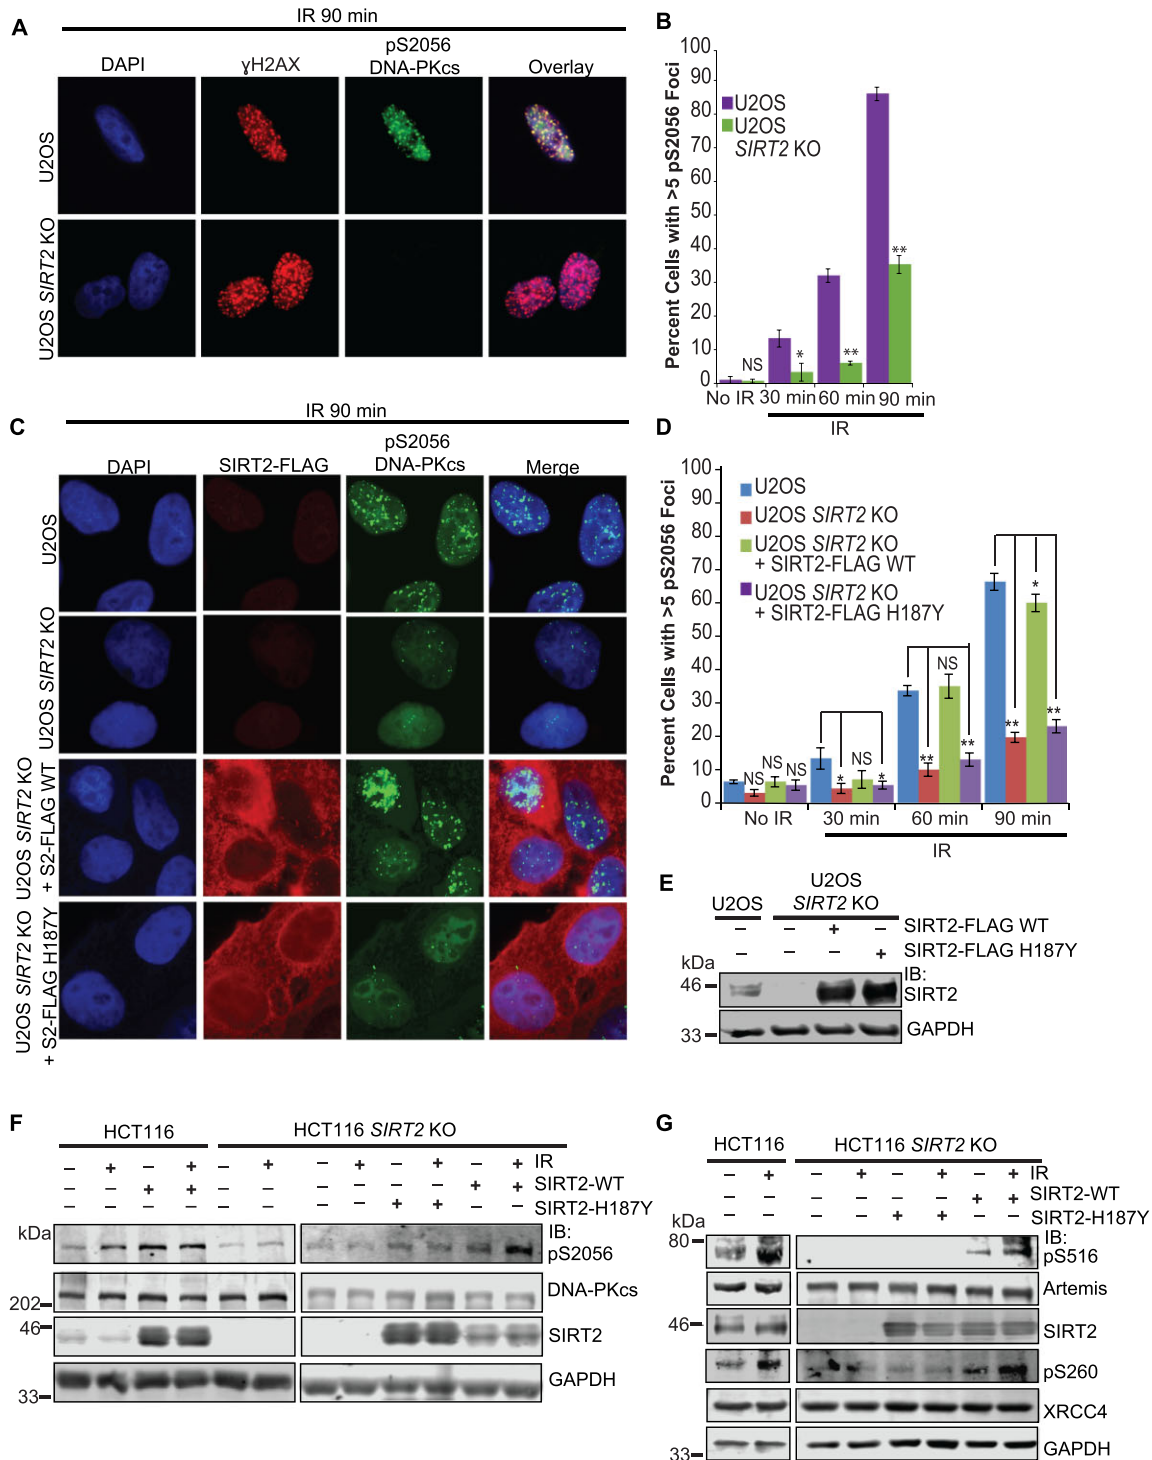 A
IR 90 min
DAPI
γH2AX
pS2056
DNA-PKcs
Overlay
U2OS
U2OS SIRT2 KO
B
Percent Cells with >5 pS2056 Foci
100
90
80
70
60
50
40
30
20
10
0
U2OS
U2OS
SIRT2 KO
NS
*
**
**
No IR
30 min
60 min
90 min
IR
C
IR 90 min
DAPI
SIRT2-FLAG
pS2056
DNA-PKcs
Merge
U2OS
U2OS SIRT2 KO
U2OS SIRT2 KO
+ S2-FLAG WT
U2OS SIRT2 KO
+ S2-FLAG H187Y
D
Percent Cells with >5 pS2056 Foci
100
90
80
70
60
50
40
30
20
10
0
U2OS
U2OS SIRT2 KO
U2OS SIRT2 KO
+ SIRT2-FLAG WT
U2OS SIRT2 KO
+ SIRT2-FLAG H187Y
NS NS NS
* NS *
** NS **
** * **
No IR
30 min
60 min
90 min
IR
E
U2OS
U2OS
SIRT2 KO
– – + – SIRT2-FLAG WT
– – – + SIRT2-FLAG H187Y
kDa
IB:
46
SIRT2
33
GAPDH
F
HCT116
HCT116 SIRT2 KO
– + – + – + – + – + – + IR
– – + + – – – – – – + + SIRT2-WT
– – – – – – – – + + – – SIRT2-H187Y
kDa
IB:
pS2056
202
DNA-PKcs
46
SIRT2
33
GAPDH
G
HCT116
HCT116 SIRT2 KO
– + – + – + – + IR
– – – – – – + + SIRT2-WT
– – – – + + – – SIRT2-H187Y
kDa
IB:
80
pS516
Artemis
46
SIRT2
pS260
XRCC4
33
GAPDH